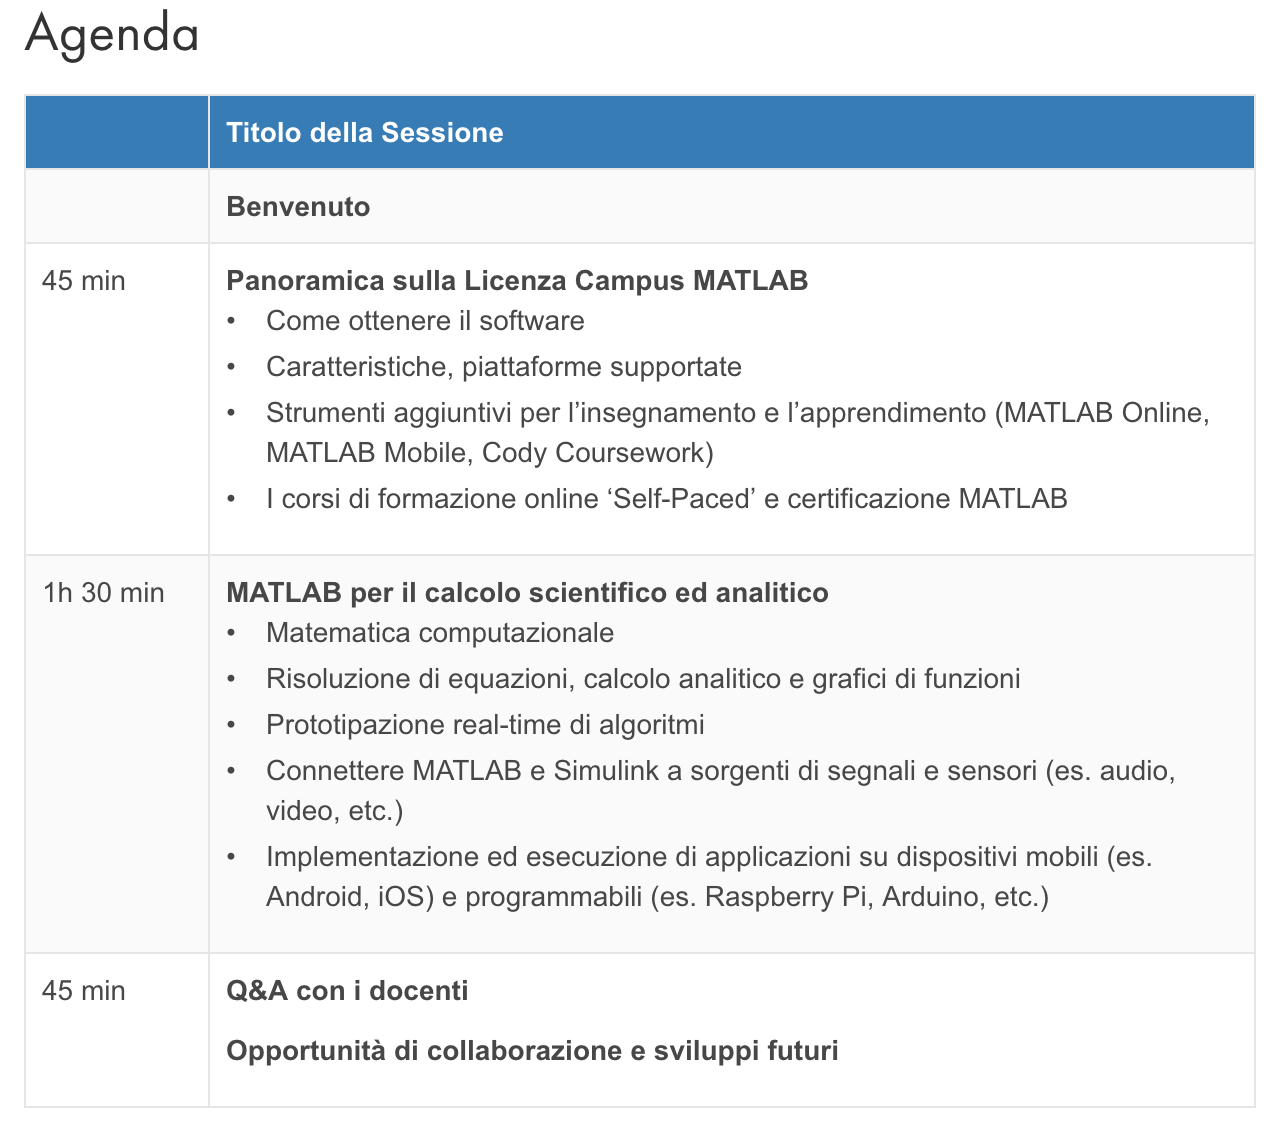 Agenda
Titolo della Sessione
Benvenuto
45 min
Panoramica sulla Licenza Campus MATLAB
• Come ottenere il software
• Caratteristiche, piattaforme supportate
• Strumenti aggiuntivi per l’insegnamento e l’apprendimento (MATLAB Online,
MATLAB Mobile, Cody Coursework)
• I corsi di formazione online ‘Self-Paced’ e certificazione MATLAB
1h 30 min
MATLAB per il calcolo scientifico ed analitico
• Matematica computazionale
• Risoluzione di equazioni, calcolo analitico e grafici di funzioni
• Prototipazione real-time di algoritmi
• Connettere MATLAB e Simulink a sorgenti di segnali e sensori (es. audio,
video, etc.)
• Implementazione ed esecuzione di applicazioni su dispositivi mobili (es.
Android, iOS) e programmabili (es. Raspberry Pi, Arduino, etc.)
45 min
Q&A con i docenti
Opportunità di collaborazione e sviluppi futuri